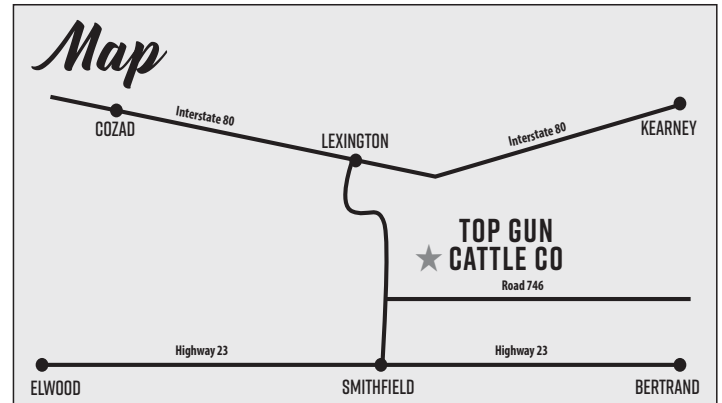 Map
Interstate 80
COZAD
LEXINGTON
Interstate 80
KEARNEY
TOP GUN
CATTLE CO
Road 746
Highway 23
Highway 23
ELWOOD
SMITHFIELD
BERTRAND